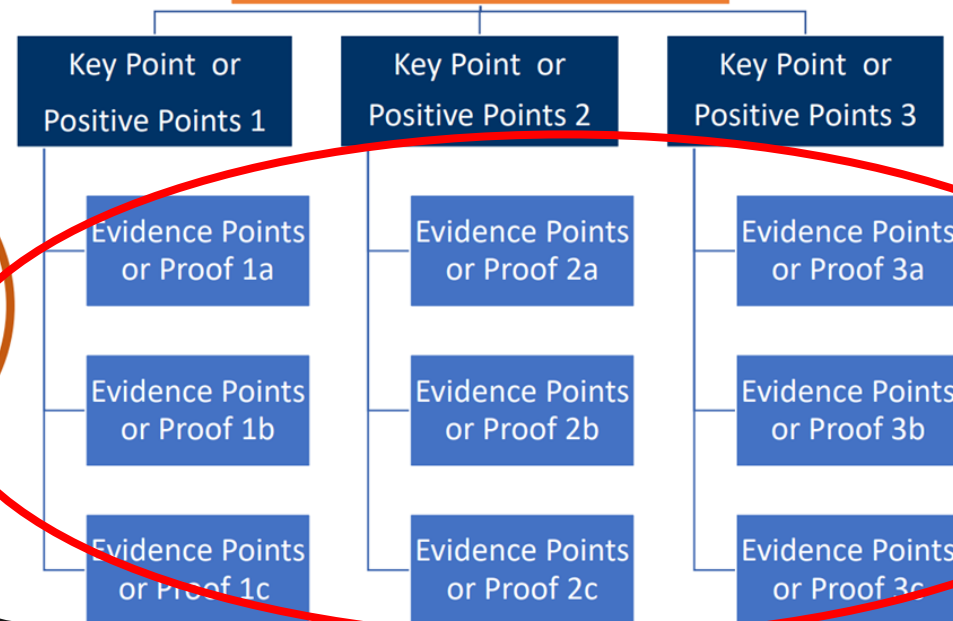 Key Point or
Positive Points 1
Key Point or
Positive Points 2
Key Point or
Positive Points 3
Evidence Points
or Proof 1a
Evidence Points
or Proof 2a
Evidence Points
or Proof 3a
Evidence Points
or Proof 1b
Evidence Points
or Proof 2b
Evidence Points
or Proof 3b
Evidence Points
or Proof 1c
Evidence Points
or Proof 2c
Evidence Points
or Proof 3c